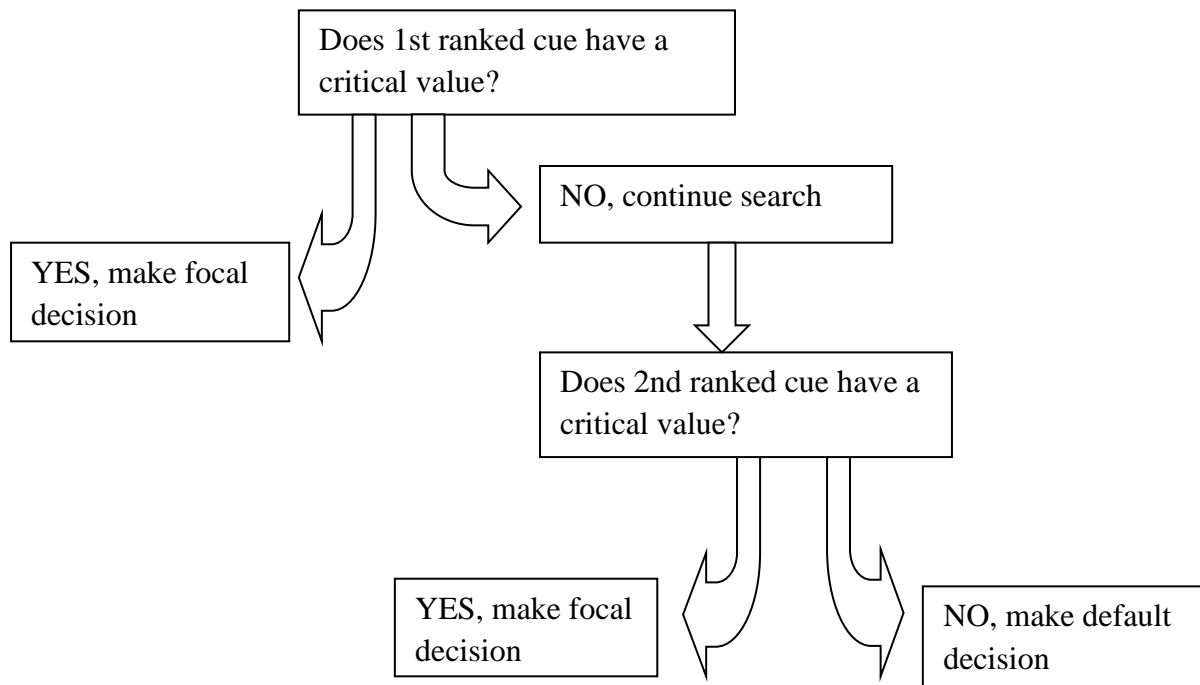 Does 1st ranked cue have a
critical value?
NO, continue search
YES, make focal
decision
Does 2nd ranked cue have a
critical value?
YES, make focal
decision
NO, make default
decision